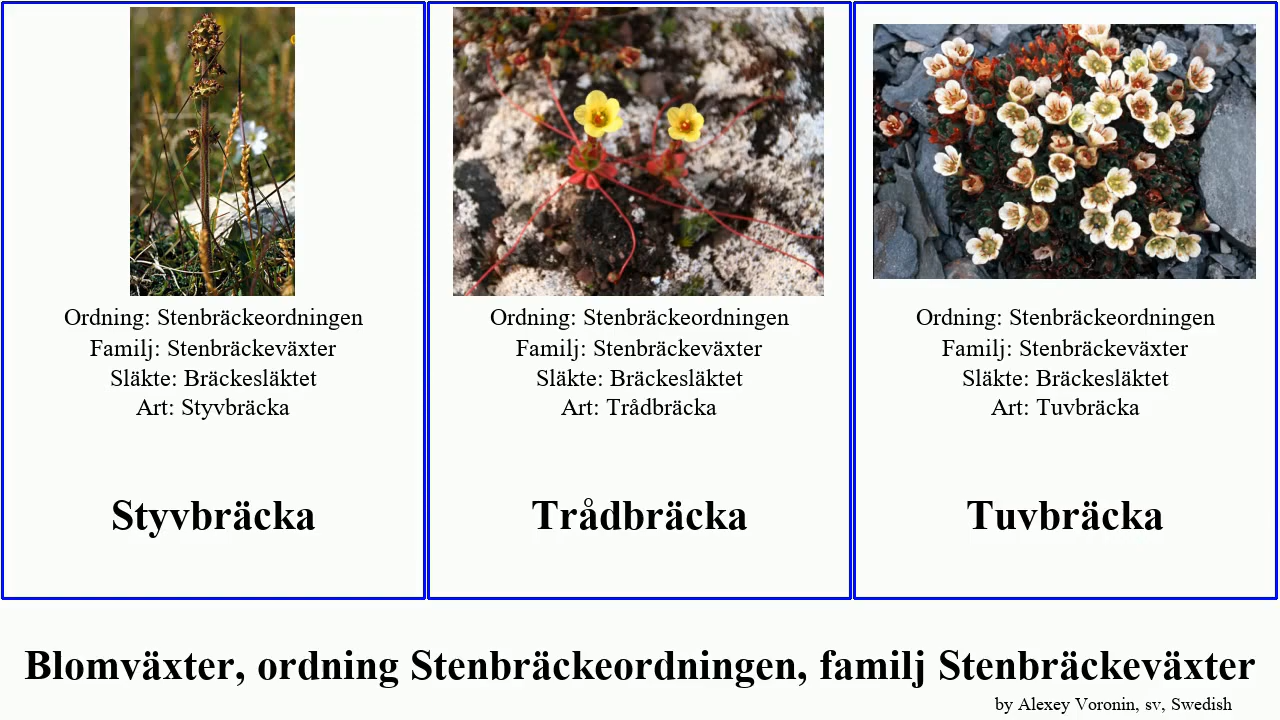 Ordning: Stenbräckeordningen
Familj: Stenbräckeväxter
Släkte: Bräckesläktet
Art: Styvbräcka
Styvbräcka
Ordning: Stenbräckeordningen
Familj: Stenbräckeväxter
Släkte: Bräckesläktet
Art: Trådbräcka
Trådbräcka
Ordning: Stenbräckeordningen
Familj: Stenbräckeväxter
Släkte: Bräckesläktet
Art: Tuvbräcka
Tuvbräcka
Blomväxter, ordning Stenbräckeordningen, familj Stenbräckeväxter
by Alexey Voronin, sv, Swedish